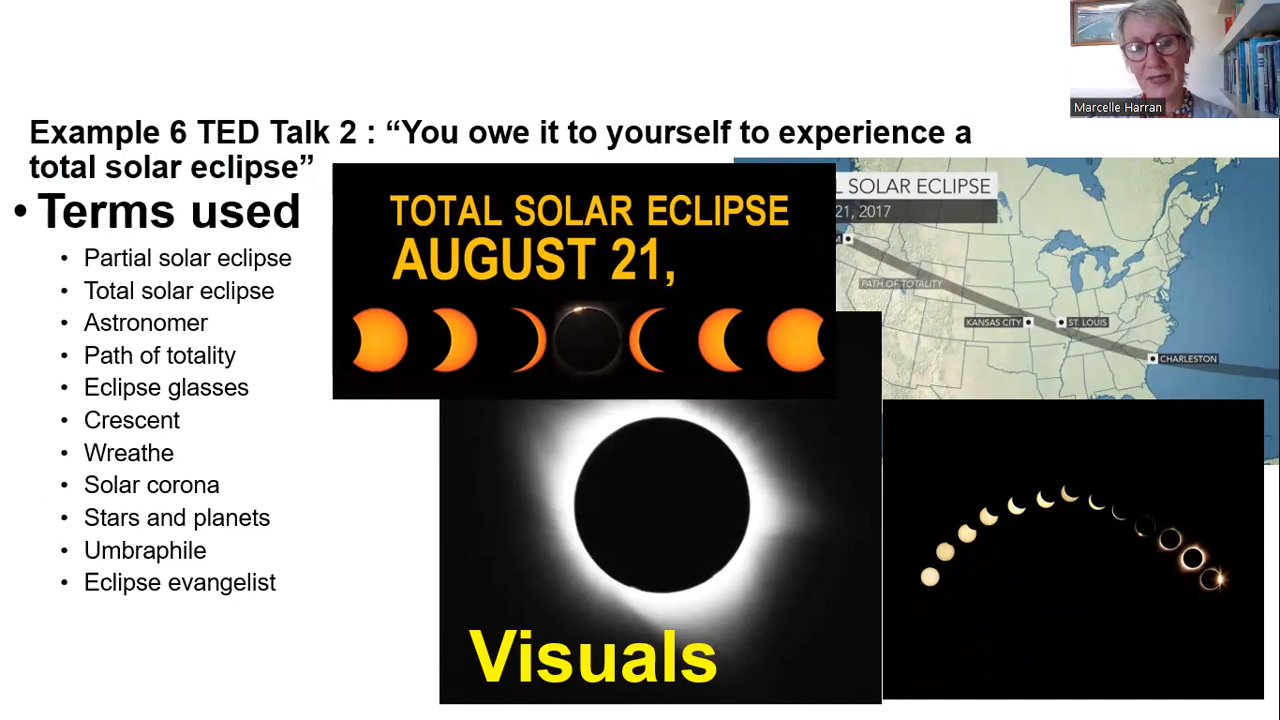 Marcelle Harran
Example 6 TED Talk 2 : “You owe it to yourself to experience a
total solar eclipse”
• Terms used
• Partial solar eclipse
• Total solar eclipse
• Astronomer
• Path of totality
• Eclipse glasses
• Crescent
• Wreathe
• Solar corona
• Stars and planets
• Umbraphile
• Eclipse evangelist
TOTAL SOLAR ECLIPSE
AUGUST 21,
L SOLAR ECLIPSE
21, 2017
M
PATH OF TOTALITY
KANSAS CITY
ST. LOUIS
CHARLESTON
Visuals